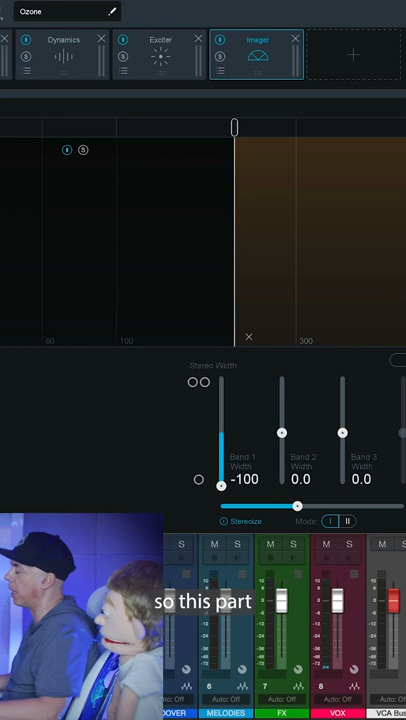 Ozone
Dynamics
Exciter
Imager
S
S
S
S
60
100
300
Stereo Width
Band 1
Width
-100
Band 2
Width
0.0
Band 3
Width
0.0
Stereoize
Mode:
I
II
S
M
S
M
S
M
S
M
so this part
6
7
8
Auto: Off
Auto: Off
Auto: Off
Auto: Off
DOVER
MELODIES
FX
VOX
VCA Bus